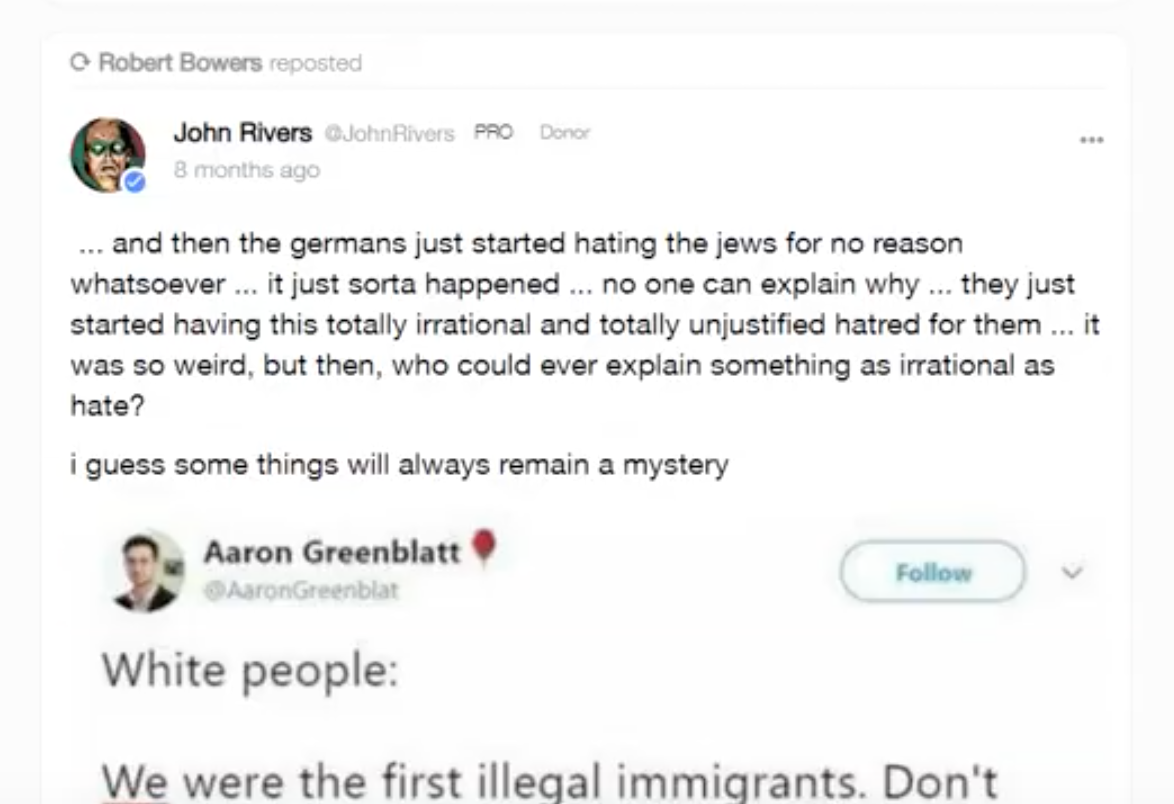 Robert Bowers reposted
John Rivers @JohnRivers PRO Donor
8 months ago
... and then the germans just started hating the jews for no reason
whatsoever ... it just sorta happened ... no one can explain why ... they just
started having this totally irrational and totally unjustified hatred for them ... it
was so weird, but then, who could ever explain something as irrational as
hate?
i guess some things will always remain a mystery
Aaron Greenblatt
@AaronGreenblat
Follow
White people:
We were the first illegal immigrants. Don't